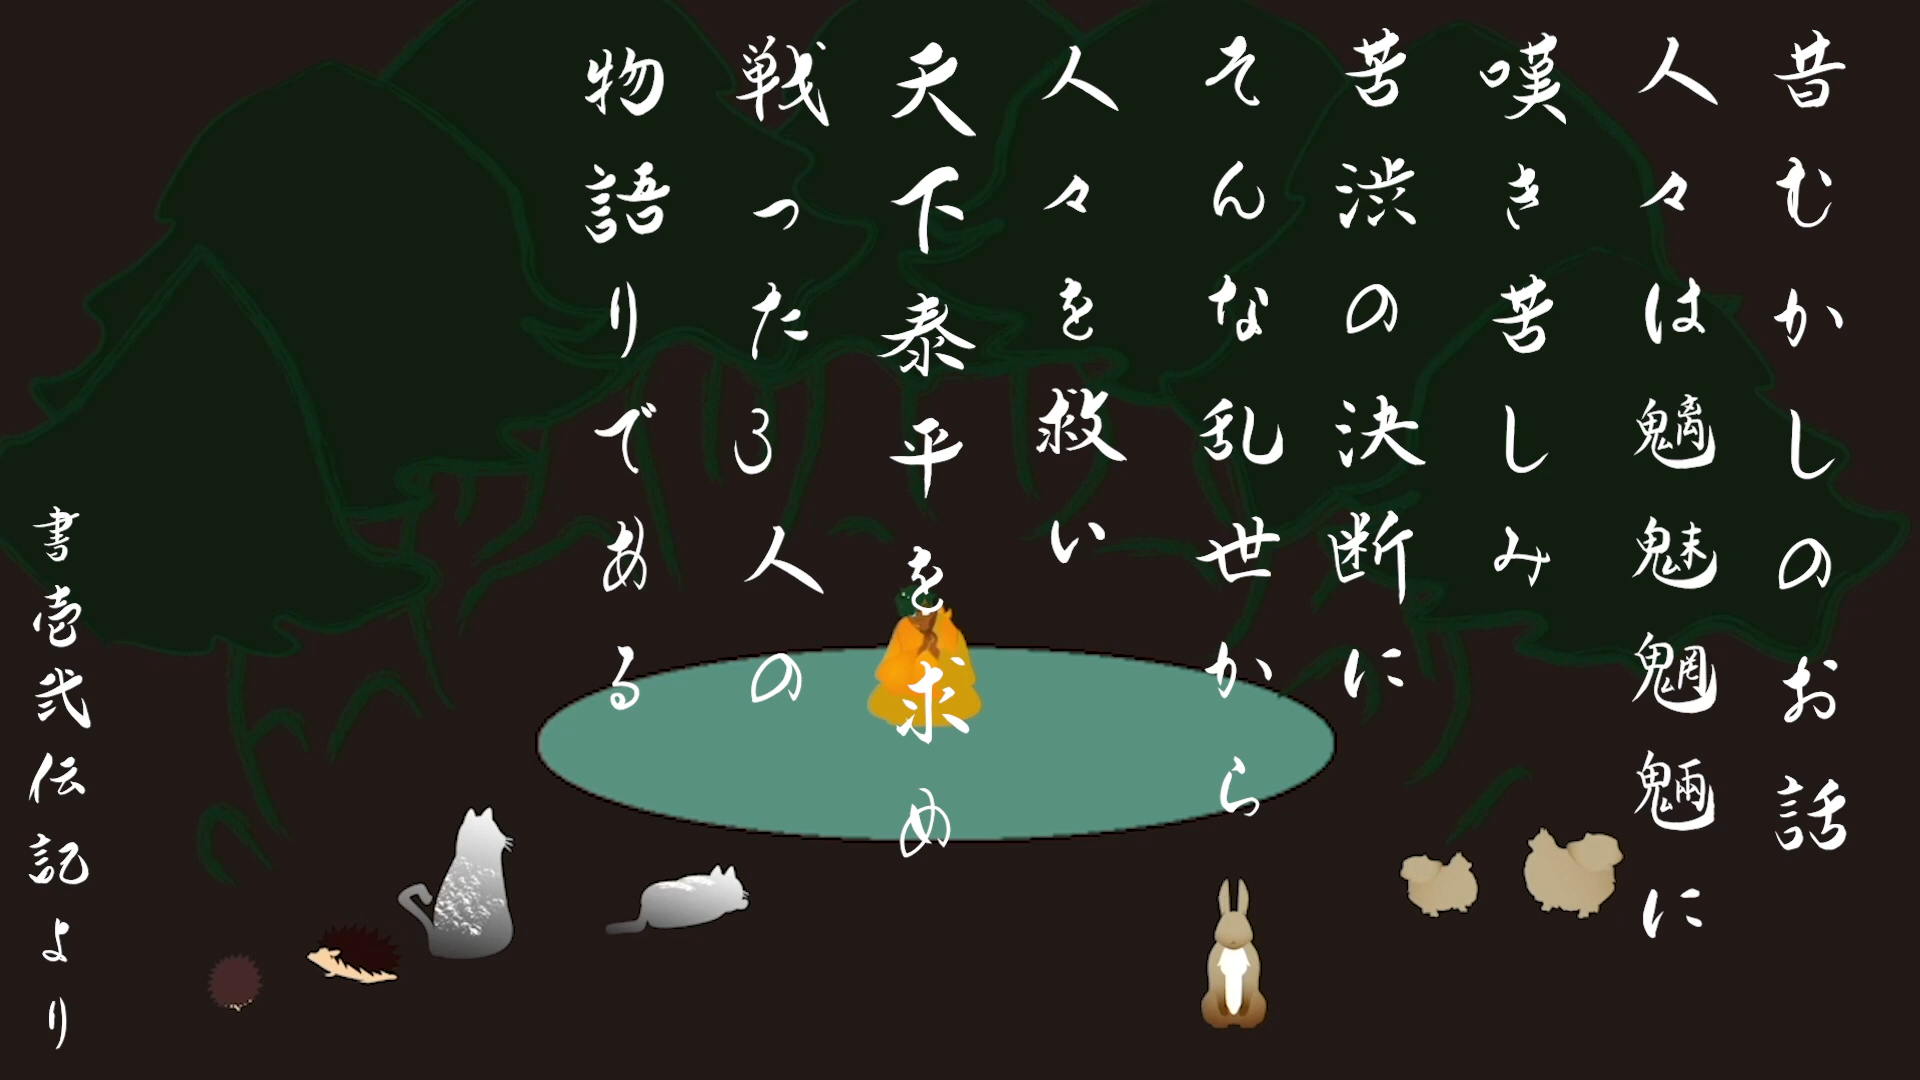 昔むかしのお話
人々は魑魅魍魎に
嘆き苦しみ
苦渋の決断に
そんな乱世から
人々を救い
天下泰平を求め
戦った3人の
物語りである
書壱弐伝記より